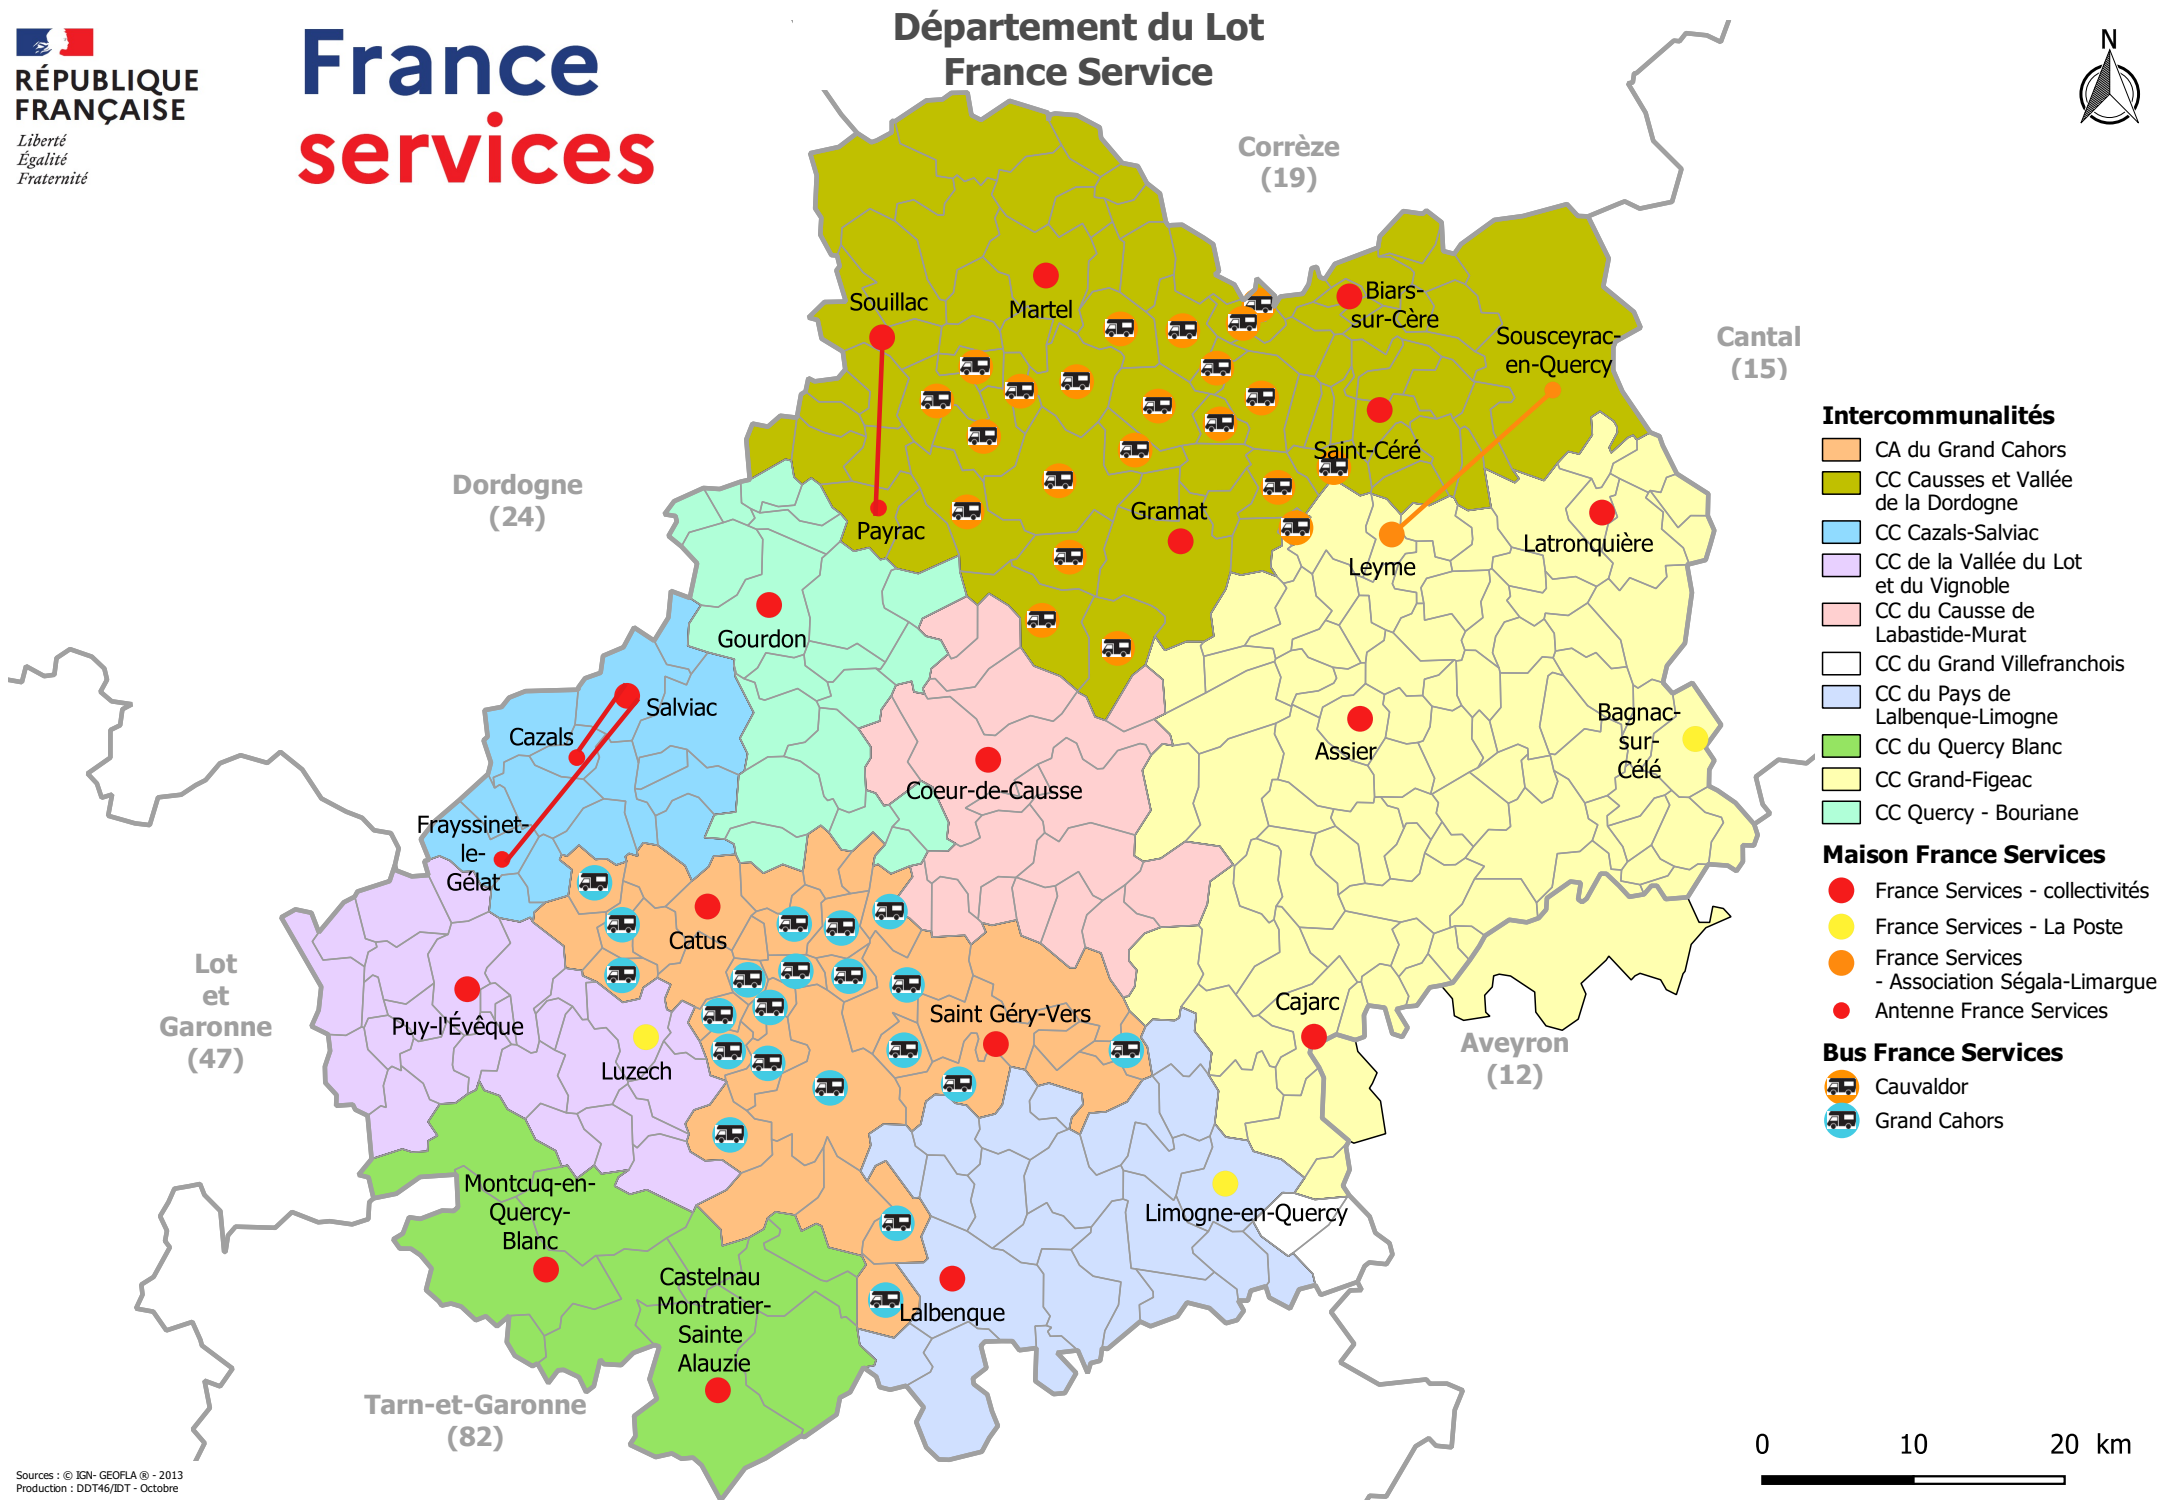 Département du Lot
France Service
RÉPUBLIQUE
FRANÇAISE
Liberté
Égalité
Fraternité
France
services
N
Corrèze
(19)
Cantal
(15)
Dordogne
(24)
Lot
et
Garonne
(47)
Aveyron
(12)
Tarn-et-Garonne
(82)
Souillac
Martel
Biars-
sur-Cère
Sousceyrac-
en-Quercy
Saint-Céré
Payrac
Gramat
Leyme
Latronquière
Gourdon
Salviac
Cazals
Frayssinet-
le-
Gélat
Coeur-de-Causse
Assier
Bagnac-
sur-
Célé
Catus
Puy-l'Évêque
Luzech
Saint Géry-Vers
Cajarc
Montcuq-en-
Quercy-
Blanc
Castelnau
Montratier-
Sainte
Alauzie
Lalbenque
Limogne-en-Quercy
Intercommunalités
CA du Grand Cahors
CC Causses et Vallée
de la Dordogne
CC Cazals-Salviac
CC de la Vallée du Lot
et du Vignoble
CC du Causse de
Labastide-Murat
CC du Grand Villefranchois
CC du Pays de
Lalbenque-Limogne
CC du Quercy Blanc
CC Grand-Figeac
CC Quercy - Bouriane
Maison France Services
France Services - collectivités
France Services - La Poste
France Services
- Association Ségala-Limargue
Antenne France Services
Bus France Services
Cauvaldor
Grand Cahors
0 10 20 km
Sources : © IGN- GEOFLA ® - 2013
Production : DDT46/IDT - Octobre